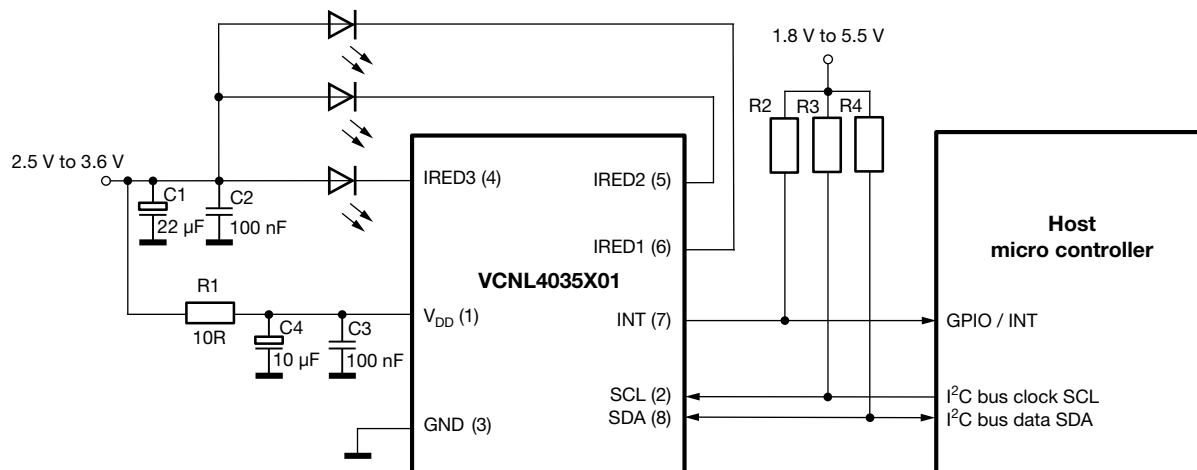 1.8 V to 5.5 V
R2
R3
R4
2.5 V to 3.6 V
C1
22 µF
C2
100 nF
IRED3 (4)
IRED2 (5)
IRED1 (6)
Host
micro controller
VCNL4035X01
R1
10R
C4
10 µF
C3
100 nF
VDD (1)
INT (7)
GPIO / INT
SCL (2)
I²C bus clock SCL
SDA (8)
I²C bus data SDA
GND (3)